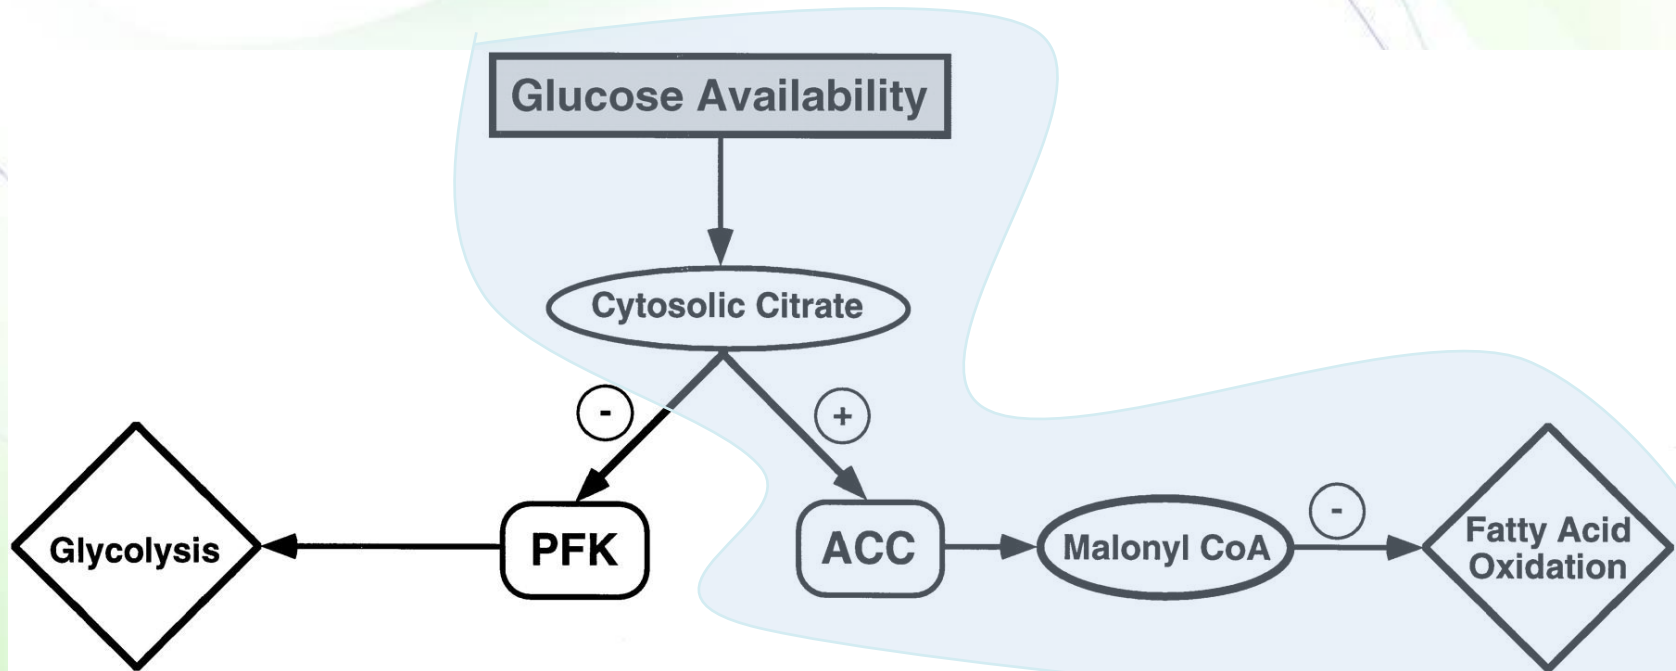 Glucose Availability
Cytosolic Citrate
-
+
Glycolysis
PFK
ACC
Malonyl CoA
-
Fatty Acid
Oxidation